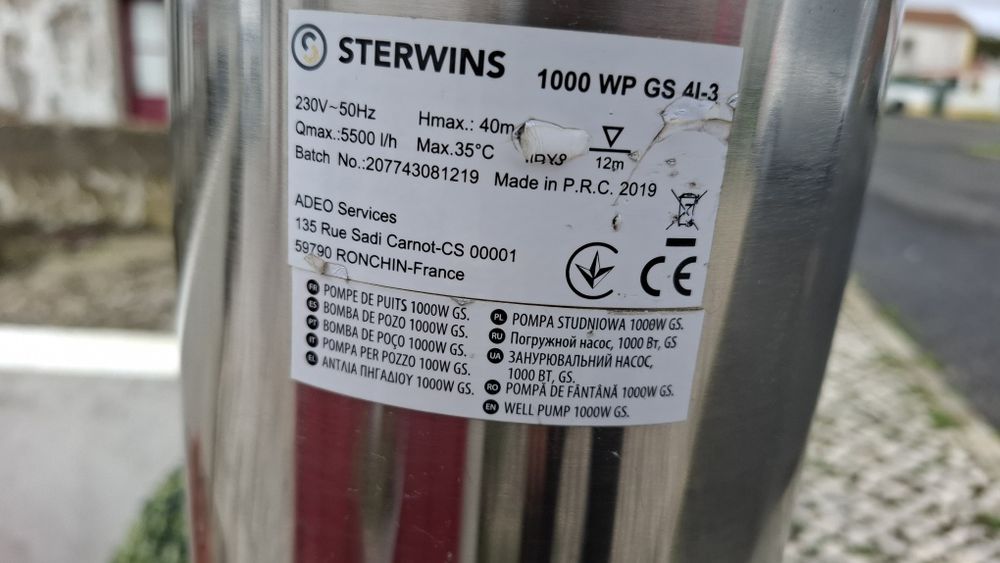 STERWINS
1000 WP GS 4I-3
230V~50Hz Hmax.: 40m
Qmax.:5500 l/h Max.35°C 12m
Batch No.:207743081219 Made in P.R.C. 2019
ADEO Services
135 Rue Sadi Carnot-CS 00001
59790 RONCHIN-France
CE
FR POMPE DE PUITS 1000W GS.
ES BOMBA DE POZO 1000W GS.
PT BOMBA DE POÇO 1000W GS.
IT POMPA PER POZZO 100W GS.
EL ΑΝΤΛΙΑ ΠΗΓΑΔΙΟΥ 1000W GS.
PL POMPA STUDNIOWA 1000W GS.
RU Погружной насос, 1000 Вт, GS
UA ЗАНУРЮВАЛЬНИЙ НАСОС,
1000 ВТ, GS.
RO POMPĂ DE FÂNTÂNĂ 1000W GS.
EN WELL PUMP 1000W GS.